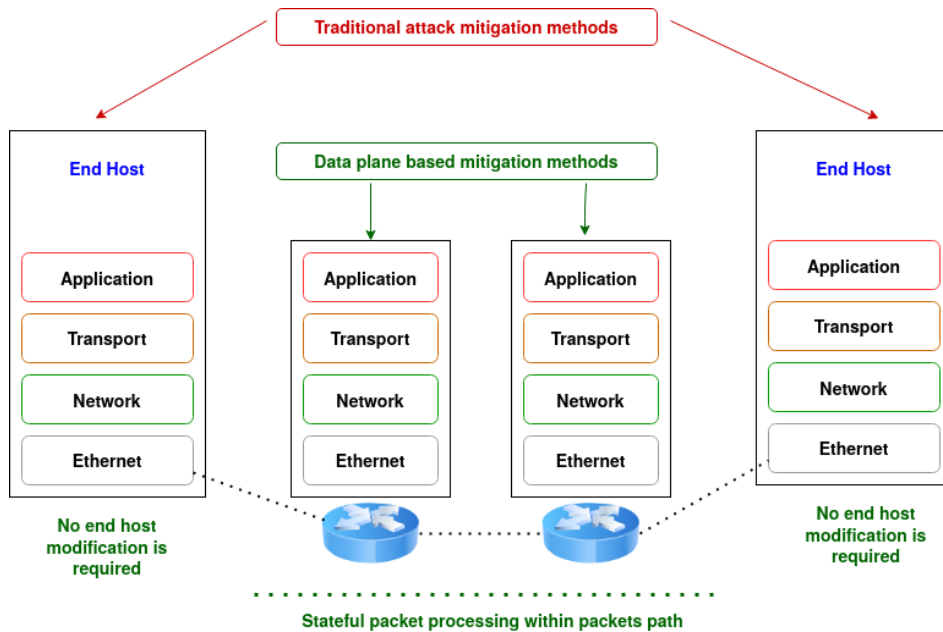 Traditional attack mitigation methods
End Host
Data plane based mitigation methods
End Host
Application
Transport
Network
Ethernet
Application
Transport
Network
Ethernet
Application
Transport
Network
Ethernet
Application
Transport
Network
Ethernet
No end host
modification is
required
No end host
modification is
required
Stateful packet processing within packets path